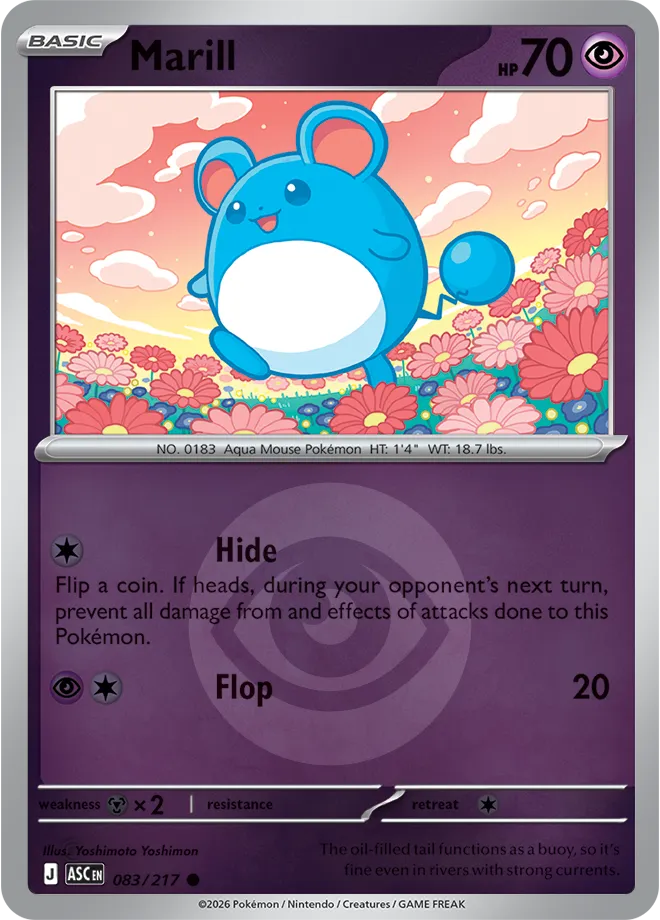 BASIC Marill HP 70
NO. 0183 Aqua Mouse Pokémon HT: 1'4" WT: 18.7 lbs.
Hide
Flip a coin. If heads, during your opponent's next turn,
prevent all damage from and effects of attacks done to this
Pokémon.
Flop 20
weakness ×2 resistance retreat
Illus. Yoshimoto Yoshimon
The oil-filled tail functions as a buoy, so it's
fine even in rivers with strong currents.
J ASC EN 083/217
©2026 Pokémon / Nintendo / Creatures / GAME FREAK